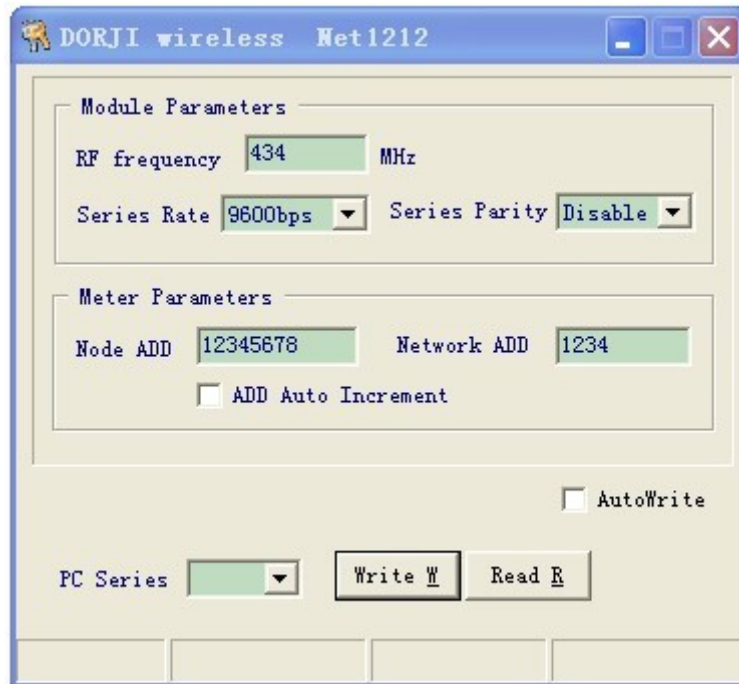 DORJI wireless Net1212
Module Parameters
RF frequency 434 MHz
Series Rate 9600bps Series Parity Disable
Meter Parameters
Node ADD 12345678 Network ADD 1234
ADD Auto Increment
AutoWrite
PC Series Write W Read R